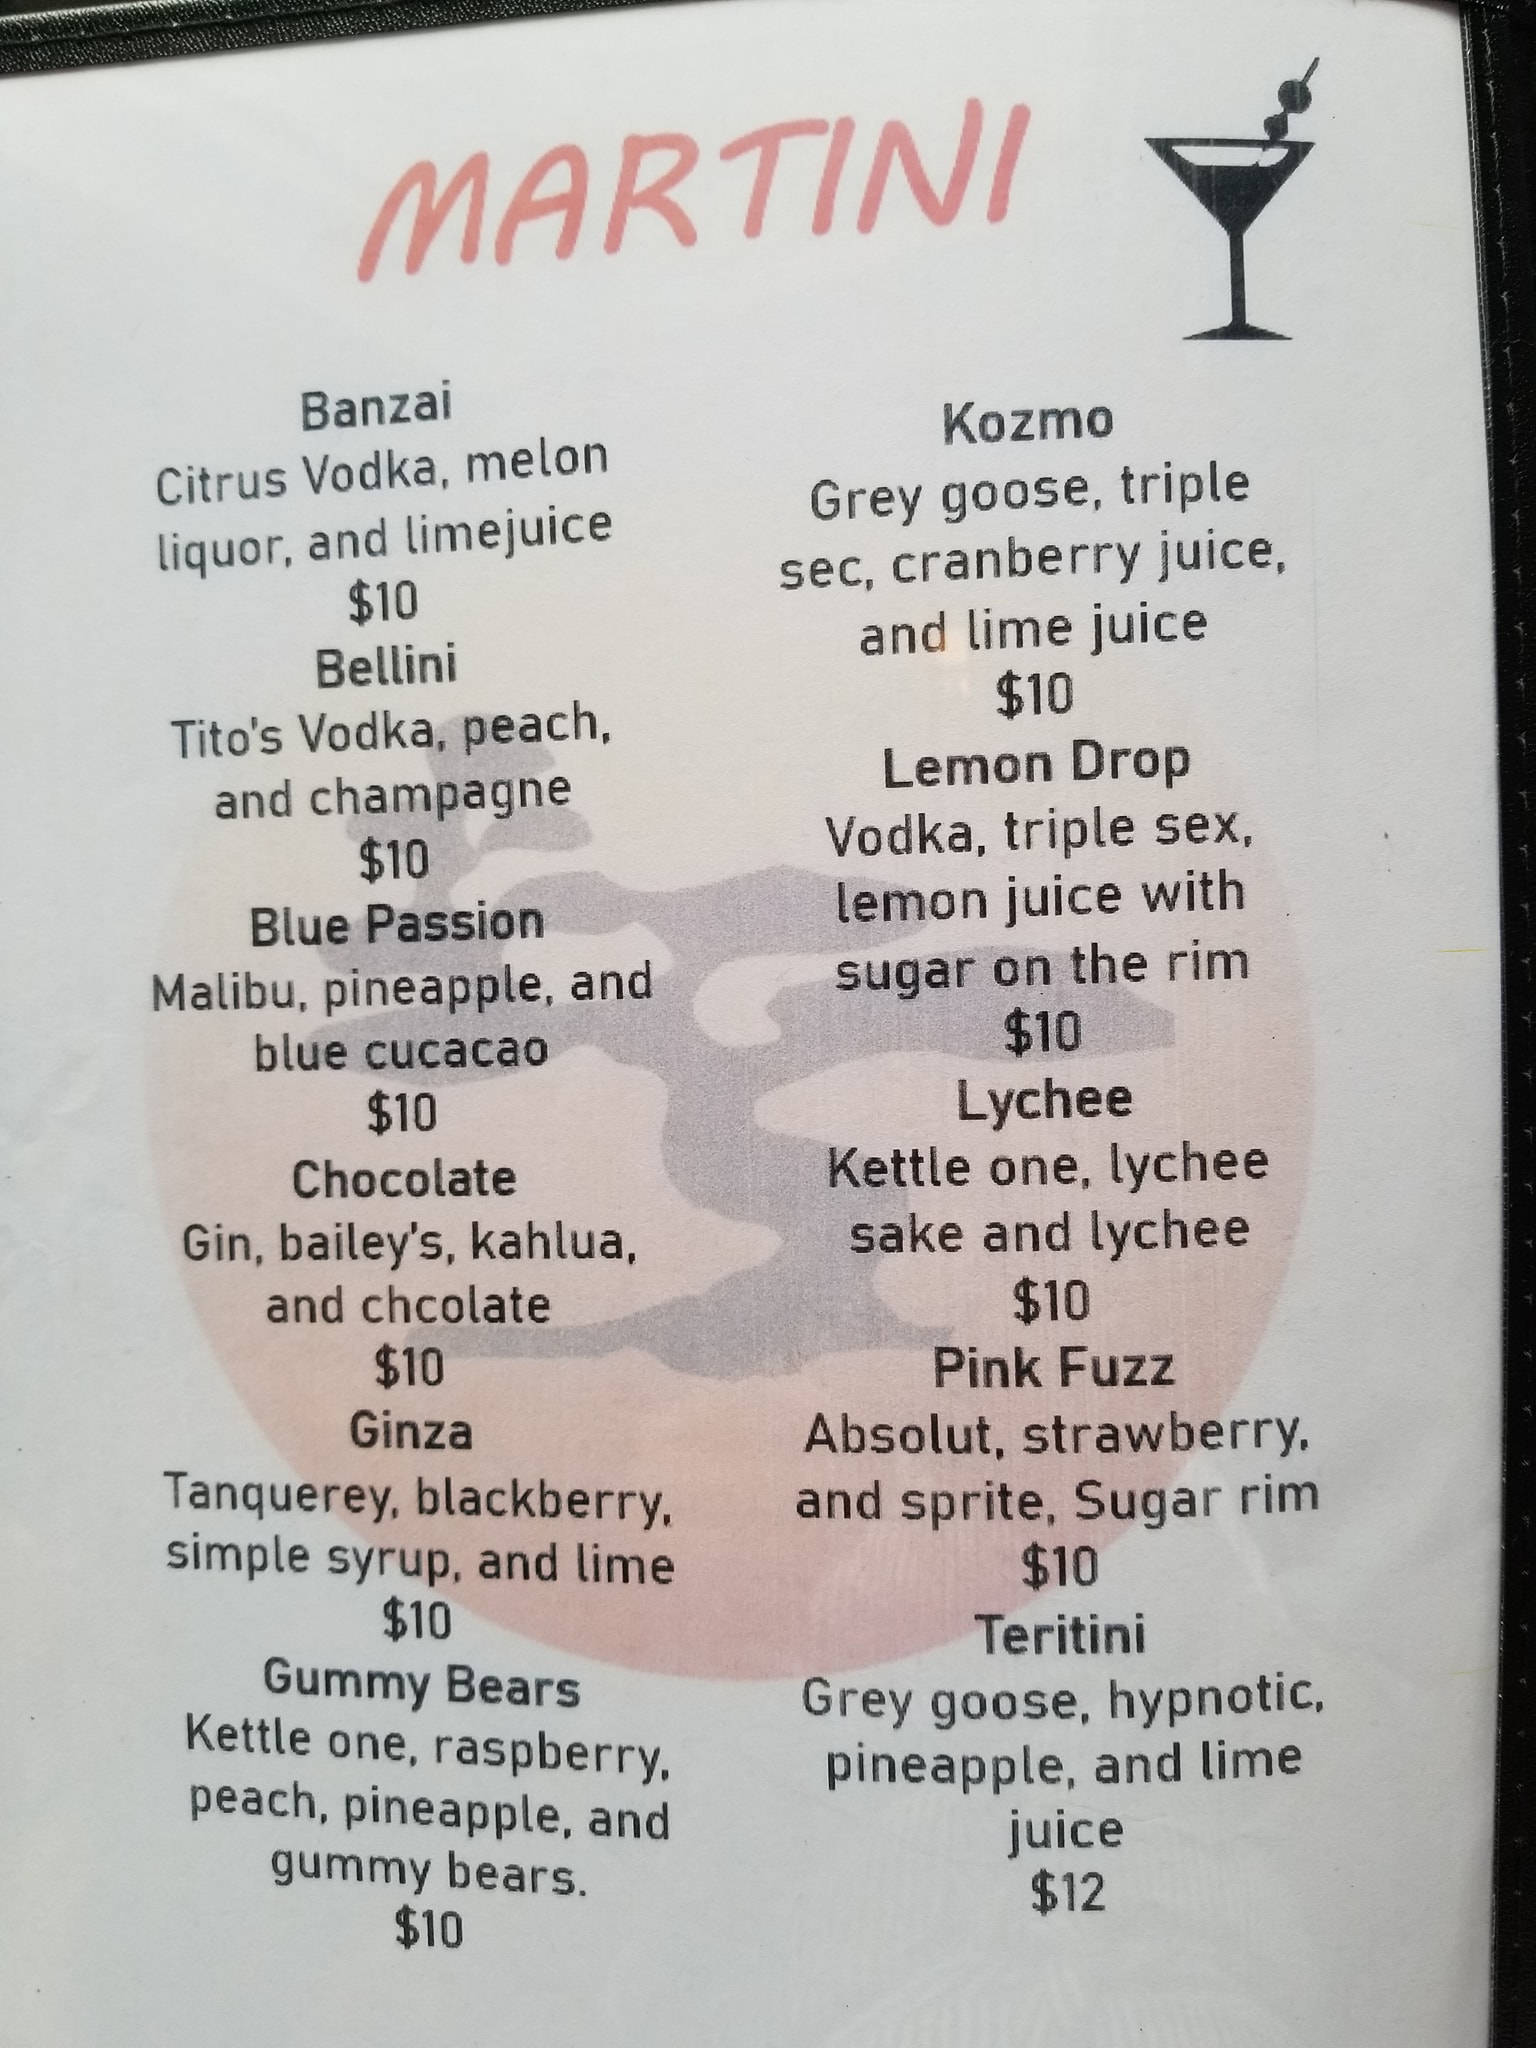 MARTINI
Banzai
Citrus Vodka, melon
liquor, and limejuice
$10
Bellini
Tito's Vodka, peach,
and champagne
$10
Blue Passion
Malibu, pineapple, and
blue cucacao
$10
Chocolate
Gin, bailey's, kahlua,
and chcolate
$10
Ginza
Tanquerey, blackberry,
simple syrup, and lime
$10
Gummy Bears
Kettle one, raspberry,
peach, pineapple, and
gummy bears.
$10
Kozmo
Grey goose, triple
sec, cranberry juice,
and lime juice
$10
Lemon Drop
Vodka, triple sex,
lemon juice with
sugar on the rim
$10
Lychee
Kettle one, lychee
sake and lychee
$10
Pink Fuzz
Absolut, strawberry,
and sprite, Sugar rim
$10
Teritini
Grey goose, hypnotic,
pineapple, and lime
juice
$12